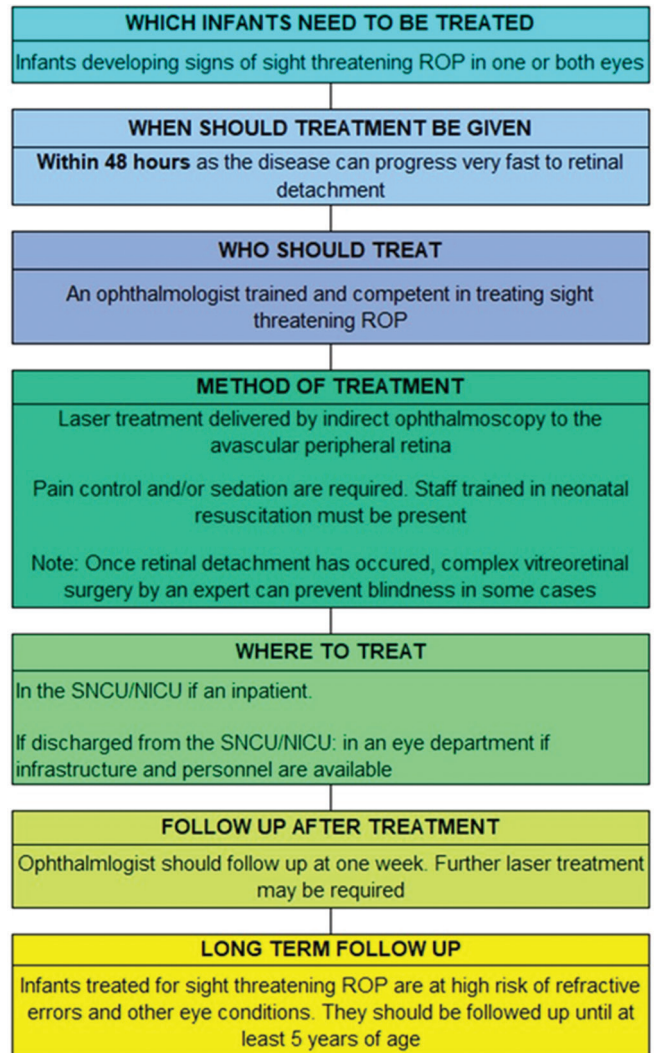 WHICH INFANTS NEED TO BE TREATED
Infants developing signs of sight threatening ROP in one or both eyes
WHEN SHOULD TREATMENT BE GIVEN
Within 48 hours as the disease can progress very fast to retinal
detachment
WHO SHOULD TREAT
An ophthalmologist trained and competent in treating sight
threatening ROP
METHOD OF TREATMENT
Laser treatment delivered by indirect ophthalmoscopy to the
avascular peripheral retina
Pain control and/or sedation are required. Staff trained in neonatal
resuscitation must be present
Note: Once retinal detachment has occured, complex vitreoretinal
surgery by an expert can prevent blindness in some cases
WHERE TO TREAT
In the SNCU/NICU if an inpatient.
If discharged from the SNCU/NICU: in an eye department if
infrastructure and personnel are available
FOLLOW UP AFTER TREATMENT
Ophthalmlogist should follow up at one week. Further laser treatment
may be required
LONG TERM FOLLOW UP
Infants treated for sight threatening ROP are at high risk of refractive
errors and other eye conditions. They should be followed up until at
least 5 years of age